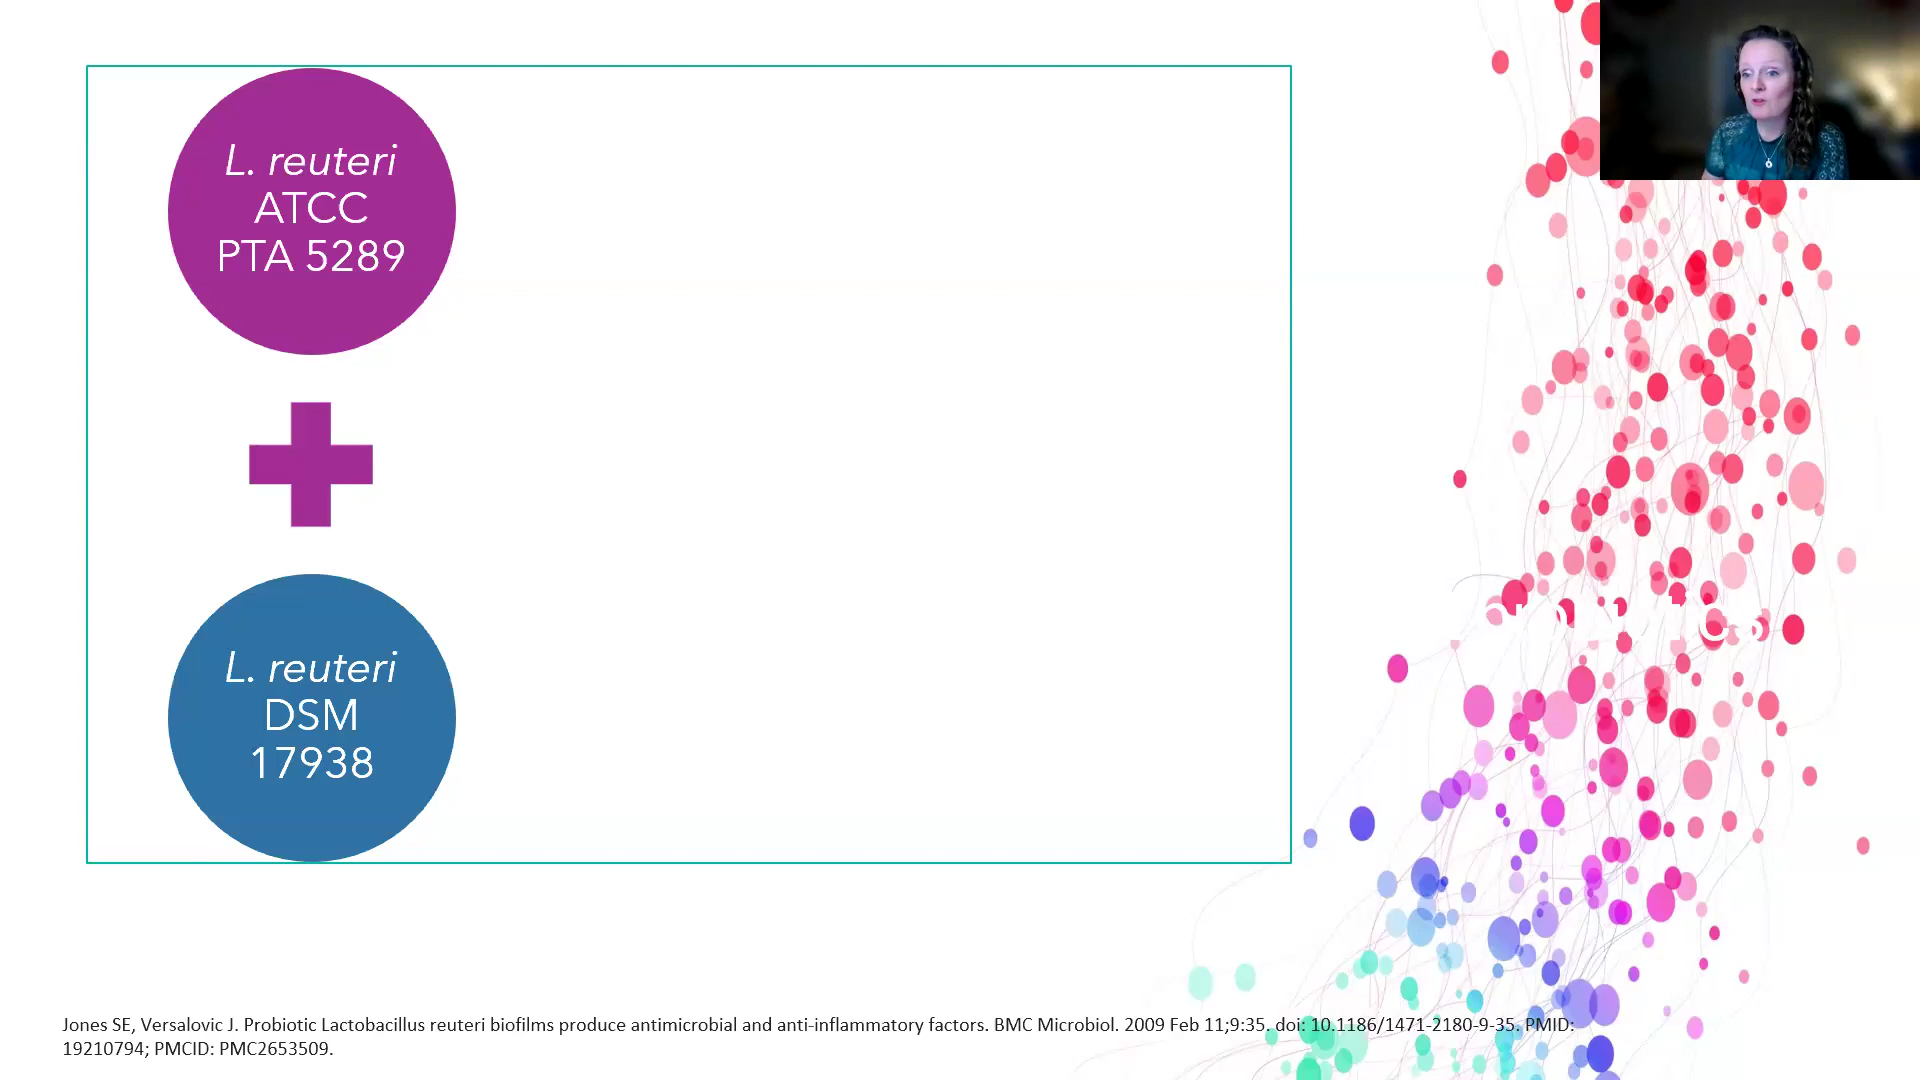 L. reuteri
ATCC
PTA 5289
L. reuteri
DSM
17938
Jones SE, Versalovic J. Probiotic Lactobacillus reuteri biofilms produce antimicrobial and anti-inflammatory factors. BMC Microbiol. 2009 Feb 11;9:35. doi: 10.1186/1471-2180-9-35. PMID:
19210794; PMCID: PMC2653509.